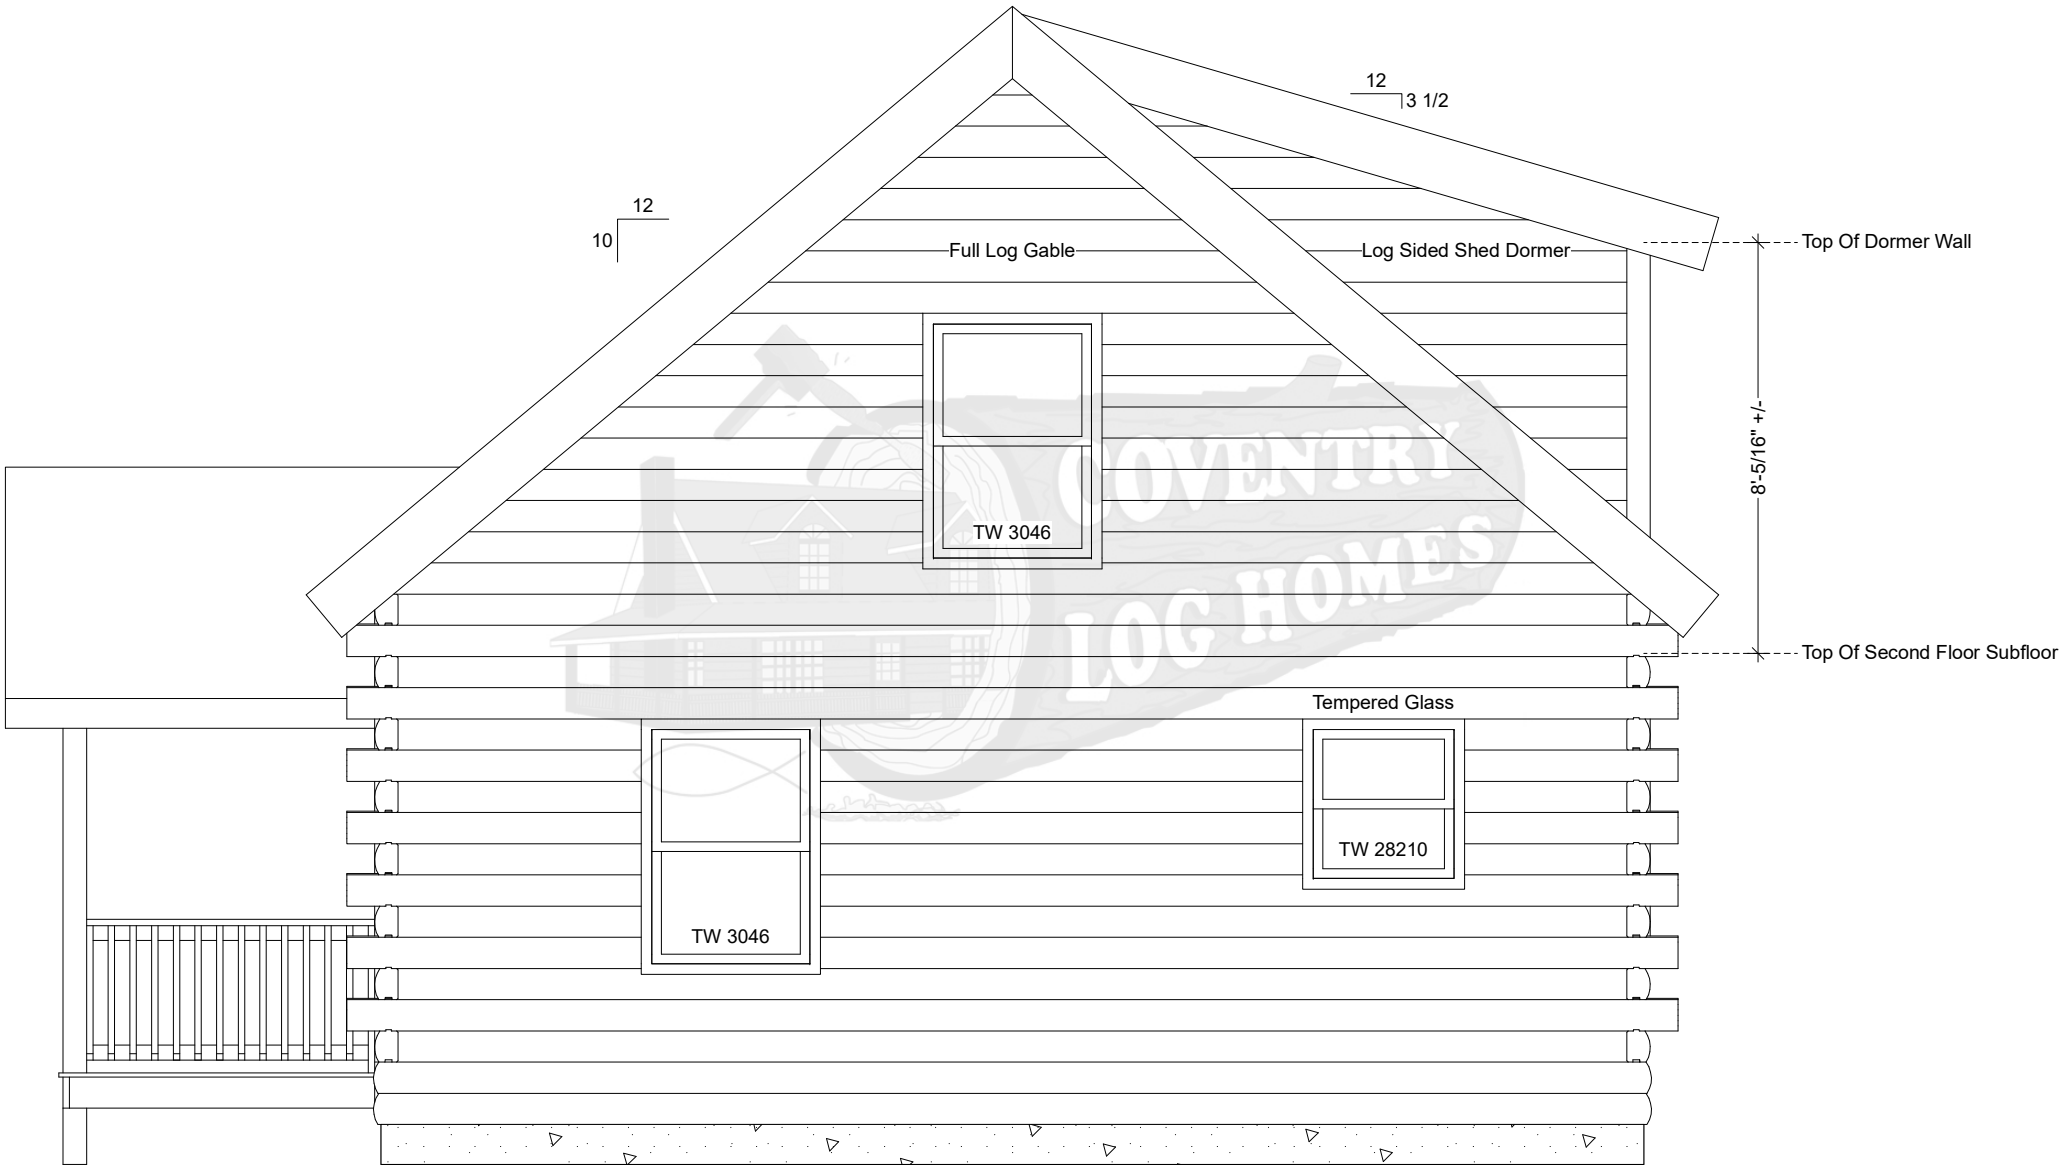 12
3 1/2
12
10
Top Of Dormer Wall
Full Log Gable
Log Sided Shed Dormer
8'-5/16" +/-
COVENTRY
LOG HOMES
TW 3046
Top Of Second Floor Subfloor
Tempered Glass
TW 28210
TW 3046